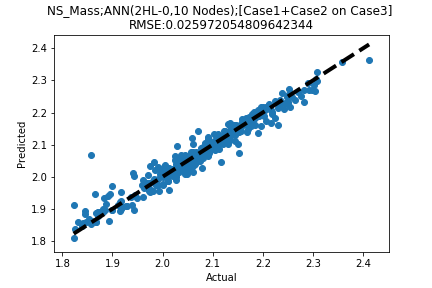 NS_Mass;ANN(2HL-0,10 Nodes);[Case1+Case2 on Case3]
RMSE:0.025972054809642344
2.4
2.3
2.2
2.1
2.0
1.9
1.8
Predicted
1.8 1.9 2.0 2.1 2.2 2.3 2.4
Actual